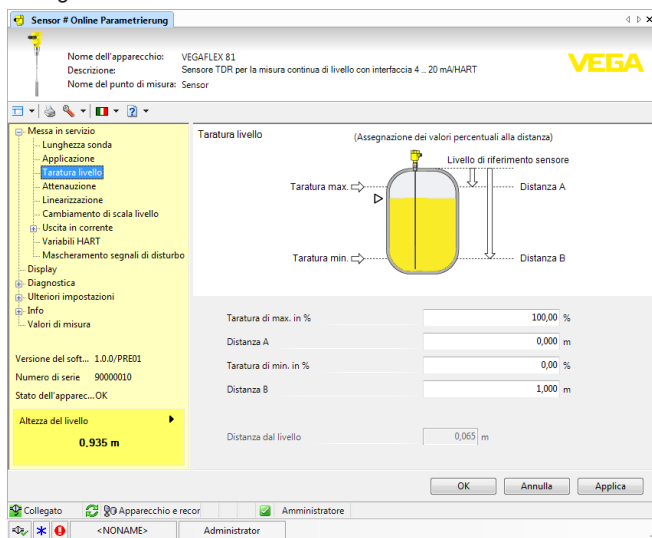 Sensor # Online Parametrierung
Nome dell'apparecchio: VEGAFLEX 81
Descrizione: Sensore TDR per la misura continua di livello con interfaccia 4 .. 20 mA/HART
Nome del punto di misura: Sensor
VEGA
Messa in servizio
Lunghezza sonda
Applicazione
Taratura livello
Attenuazione
Linearizzazione
Cambiamento di scala livello
Uscita in corrente
Variabili HART
Mascheramento segnali di disturbo
Display
Diagnostica
Ulteriori impostazioni
Info
Valori di misura
Versione del soft... 1.0.0/PRE01
Numero di serie 90000010
Stato dell'apparec...OK
Altezza del livello
0,935 m
Taratura livello
(Assegnazione dei valori percentuali alla distanza)
Livello di riferimento sensore
Taratura max.
Distanza A
Taratura min.
Distanza B
Taratura di max. in % 100,00 %
Distanza A 0,000 m
Taratura di min. in % 0,00 %
Distanza B 1,000 m
Distanza dal livello 0,065 m
OK Annulla Applica
Collegato Apparecchio e recor Amministratore
<NONAME> Administrator